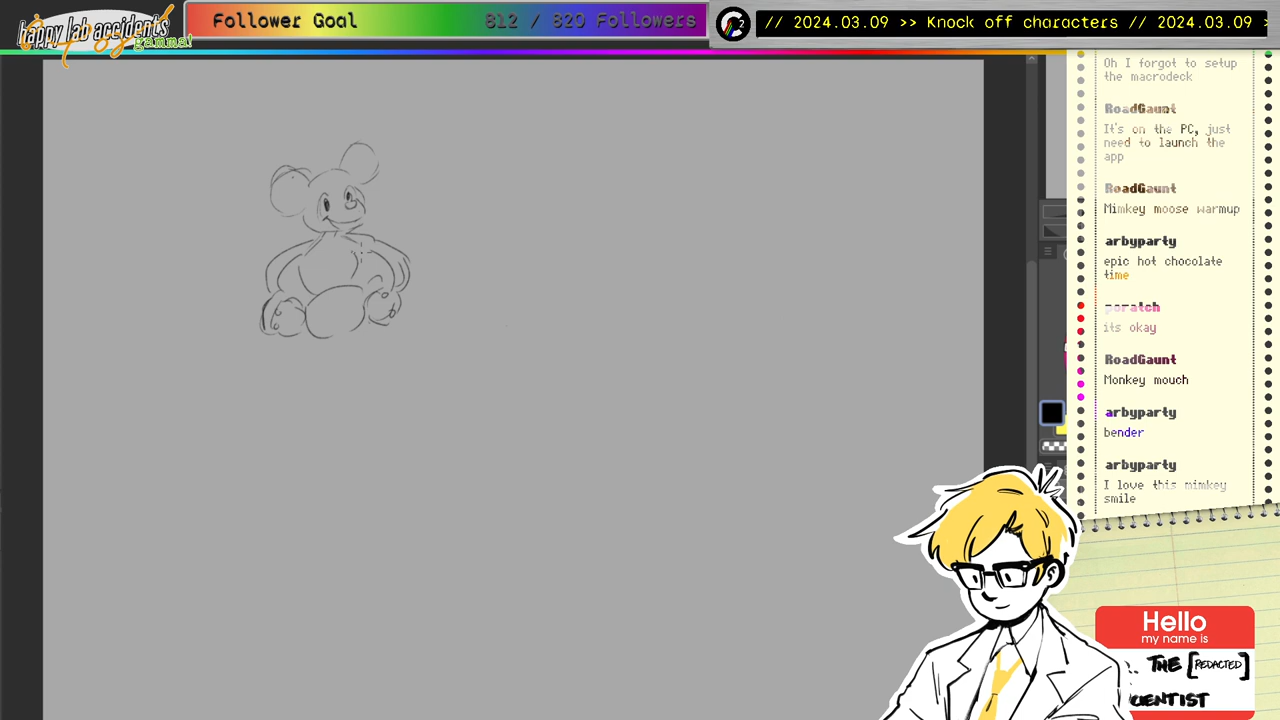 happy lab accidents
gamma!
Follower Goal
812 / 820 Followers
// 2024.03.09 >> Knock off characters // 2024.03.09 >
Oh I forgot to setup
the macrodeck
RoadGaunt
It's on the PC, just
need to launch the
app
RoadGaunt
Mimkey moose warmup
arbyparty
epic hot chocolate
time
poratch
its okay
RoadGaunt
Monkey mouch
arbyparty
bender
arbyparty
I love this mimkey
smile
Hello
my name is
THE [REDACTED]
CIENTIST